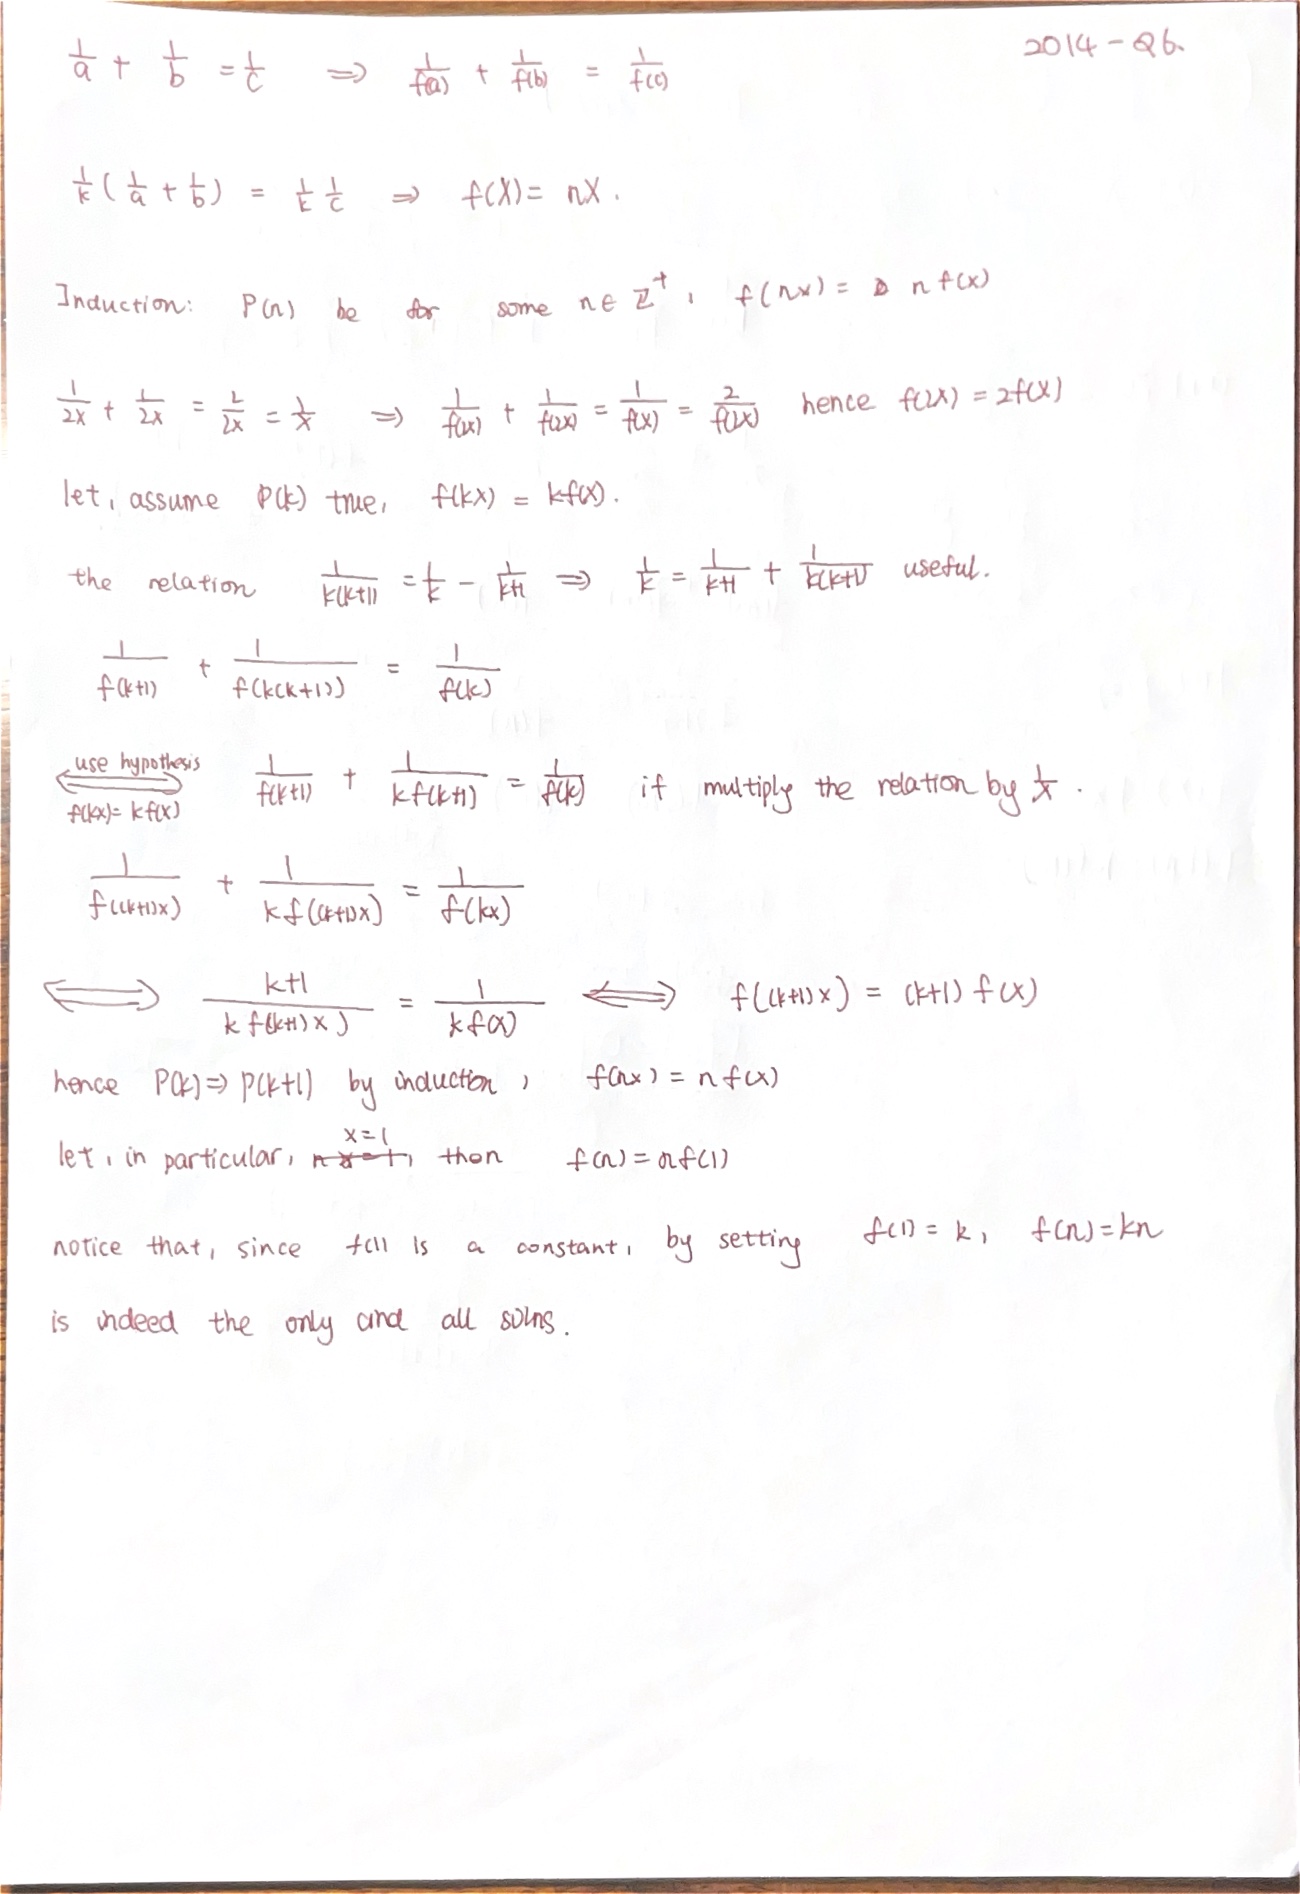 2014 - Q6.
1/a + 1/b = 1/c ⇒ 1/f(a) + 1/f(b) = 1/f(c)
1/k (1/a + 1/b) = 1/k 1/c ⇒ f(X) = nX.
Induction: P(n) be for some n ∈ Z⁺, f(nx) = n f(x)
1/2x + 1/2x = 2/2x = 1/x ⇒ 1/f(2x) + 1/f(2x) = 1/f(x) = 2/f(2x) hence f(2x) = 2f(x)
let, assume P(k) true, f(kx) = kf(x).
the relation 1/k(k+1) = 1/k - 1/k+1 ⇒ 1/k = 1/k+1 + 1/k(k+1) useful.
1/f(k+1) + 1/f(k(k+1)) = 1/f(k)
use hypothesis ⟺ f(kx) = kf(x) 1/f(k+1) + 1/kf(k+1) = 1/f(k) if multiply the relation by 1/x.
1/f((k+1)x) + 1/kf((k+1)x) = 1/f(kx)
⟺ k+1/kf((k+1)x) = 1/kf(x) ⟺ f((k+1)x) = (k+1) f(x)
hence P(k) ⇒ P(k+1) by induction, f(nx) = n f(x)
let, in particular, x=1, then f(n) = nf(1)
notice that, since f(1) is a constant, by setting f(1) = k, f(n) = kn
is indeed the only and all solns.